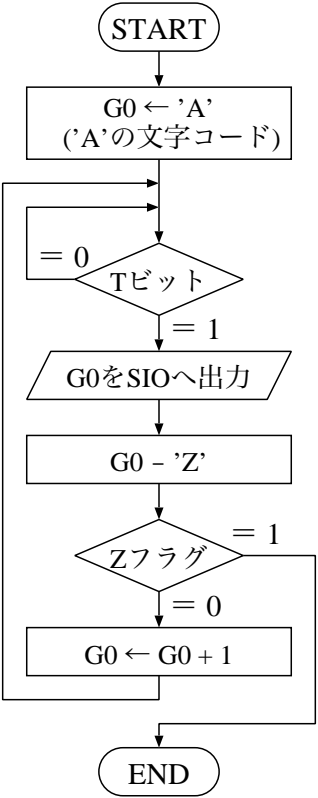 START
G0 ← ’A’
(’A’の文字コード)
＝ 0
Tビット
＝ 1
G0をSIOへ出力
G0 − ’Z’
＝ 1
Zフラグ
＝ 0
G0 ← G0 + 1
END